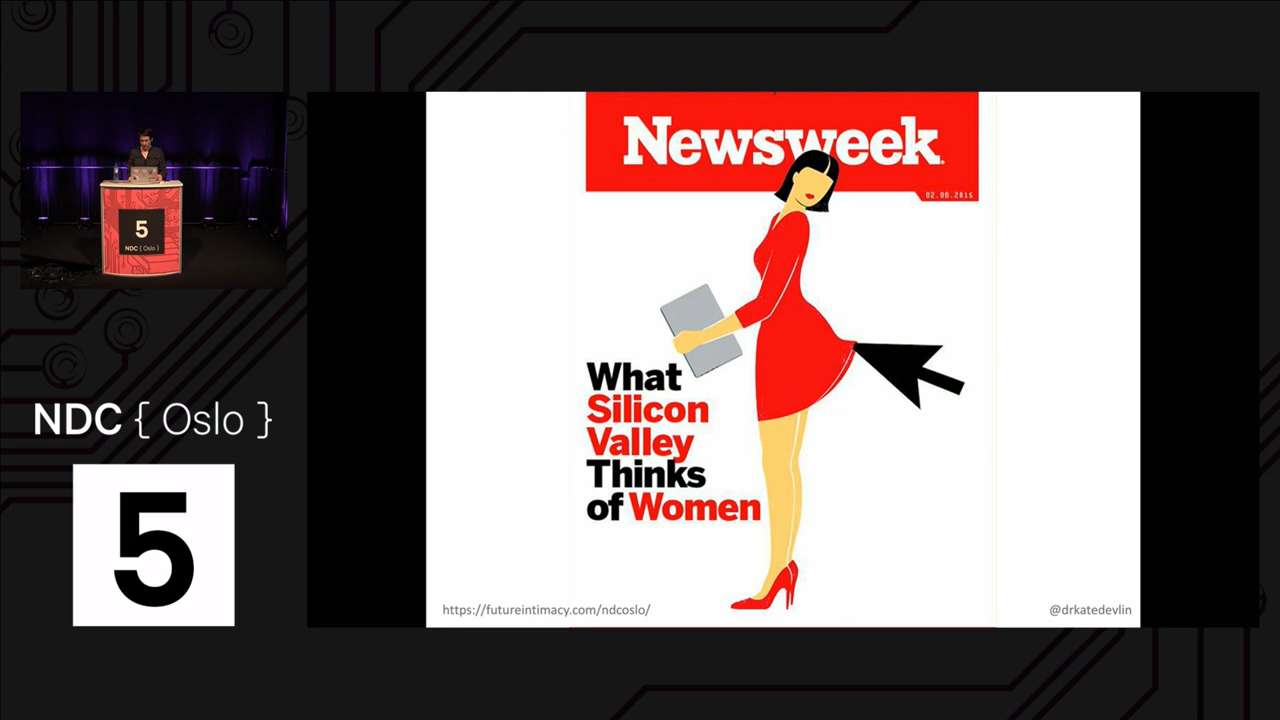 5
NDC { Oslo }
NDC { Oslo }
5
Newsweek
02.06.2015
What
Silicon
Valley
Thinks
of Women
https://futureintimacy.com/ndcoslo/
@drkatedevlin